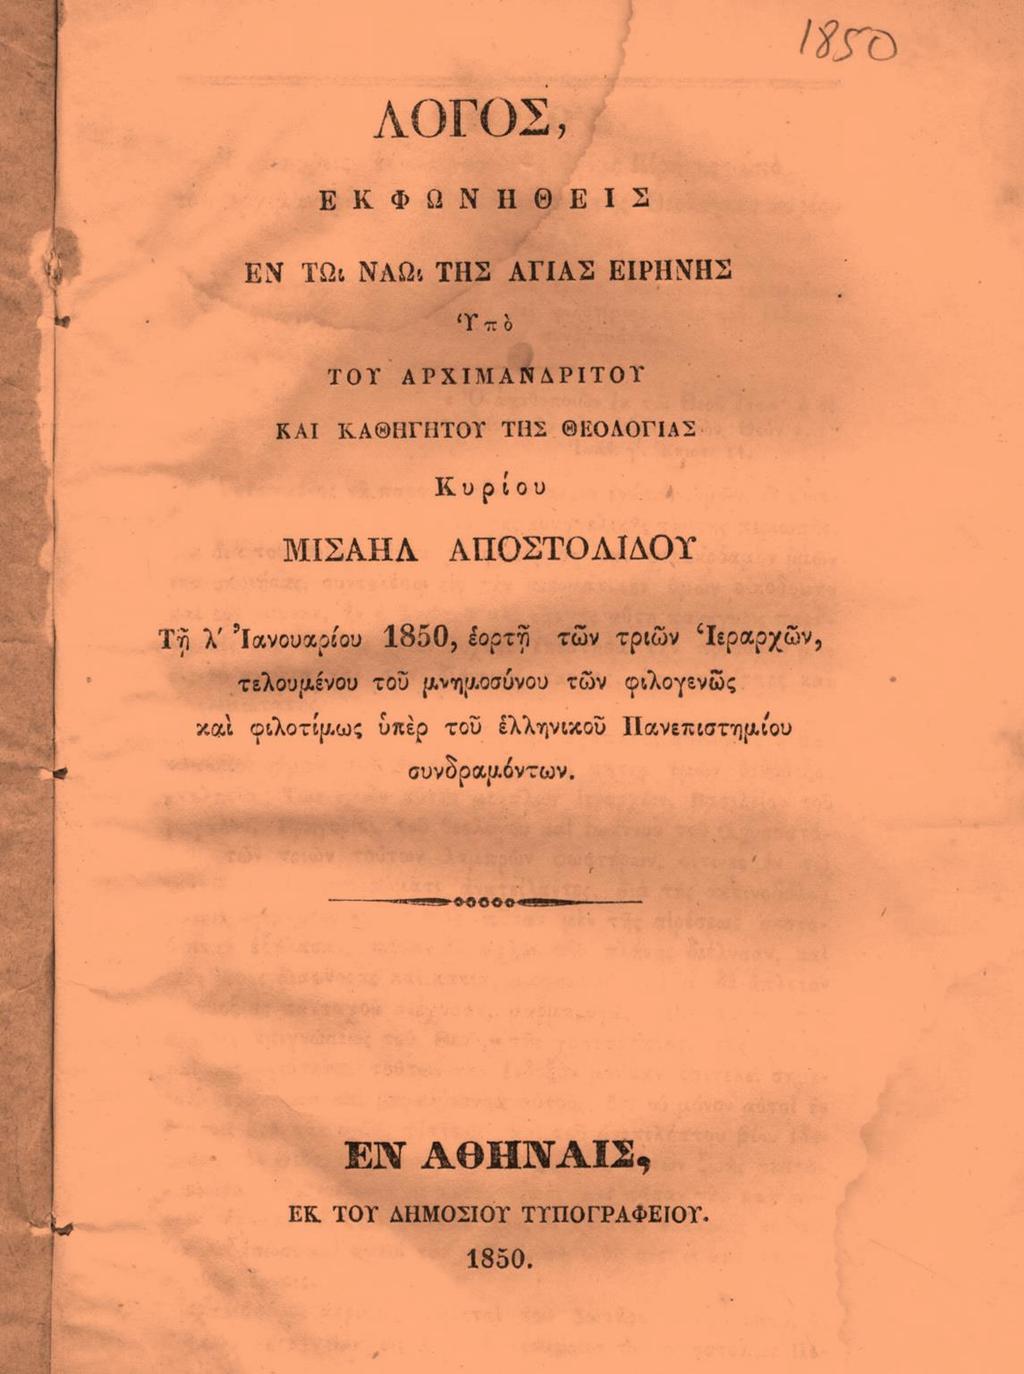 1850
ΛΟΓΟΣ,
ΕΚΦΩΝΗΘΕΙΣ
ΕΝ ΤΩι ΝΑΩι ΤΗΣ ΑΓΙΑΣ ΕΙΡΗΝΗΣ
Ὑπὸ
ΤΟΥ ΑΡΧΙΜΑΝΔΡΙΤΟΥ
ΚΑΙ ΚΑΘΗΓΗΤΟΥ ΤΗΣ ΘΕΟΛΟΓΙΑΣ
Κυρίου
ΜΙΣΑΗΛ ΑΠΟΣΤΟΛΙΔΟΥ
Τῇ λ' Ἰανουαρίου 1850, ἑορτῇ τῶν τριῶν Ἱεραρχῶν,
τελουμένου τοῦ μνημοσύνου τῶν φιλογενῶς
καὶ φιλοτίμως ὑπὲρ τοῦ ἑλληνικοῦ Πανεπιστημίου
συνδραμόντων.
ΕΝ ΑΘΗΝΑΙΣ,
ΕΚ ΤΟΥ ΔΗΜΟΣΙΟΥ ΤΥΠΟΓΡΑΦΕΙΟΥ.
1850.